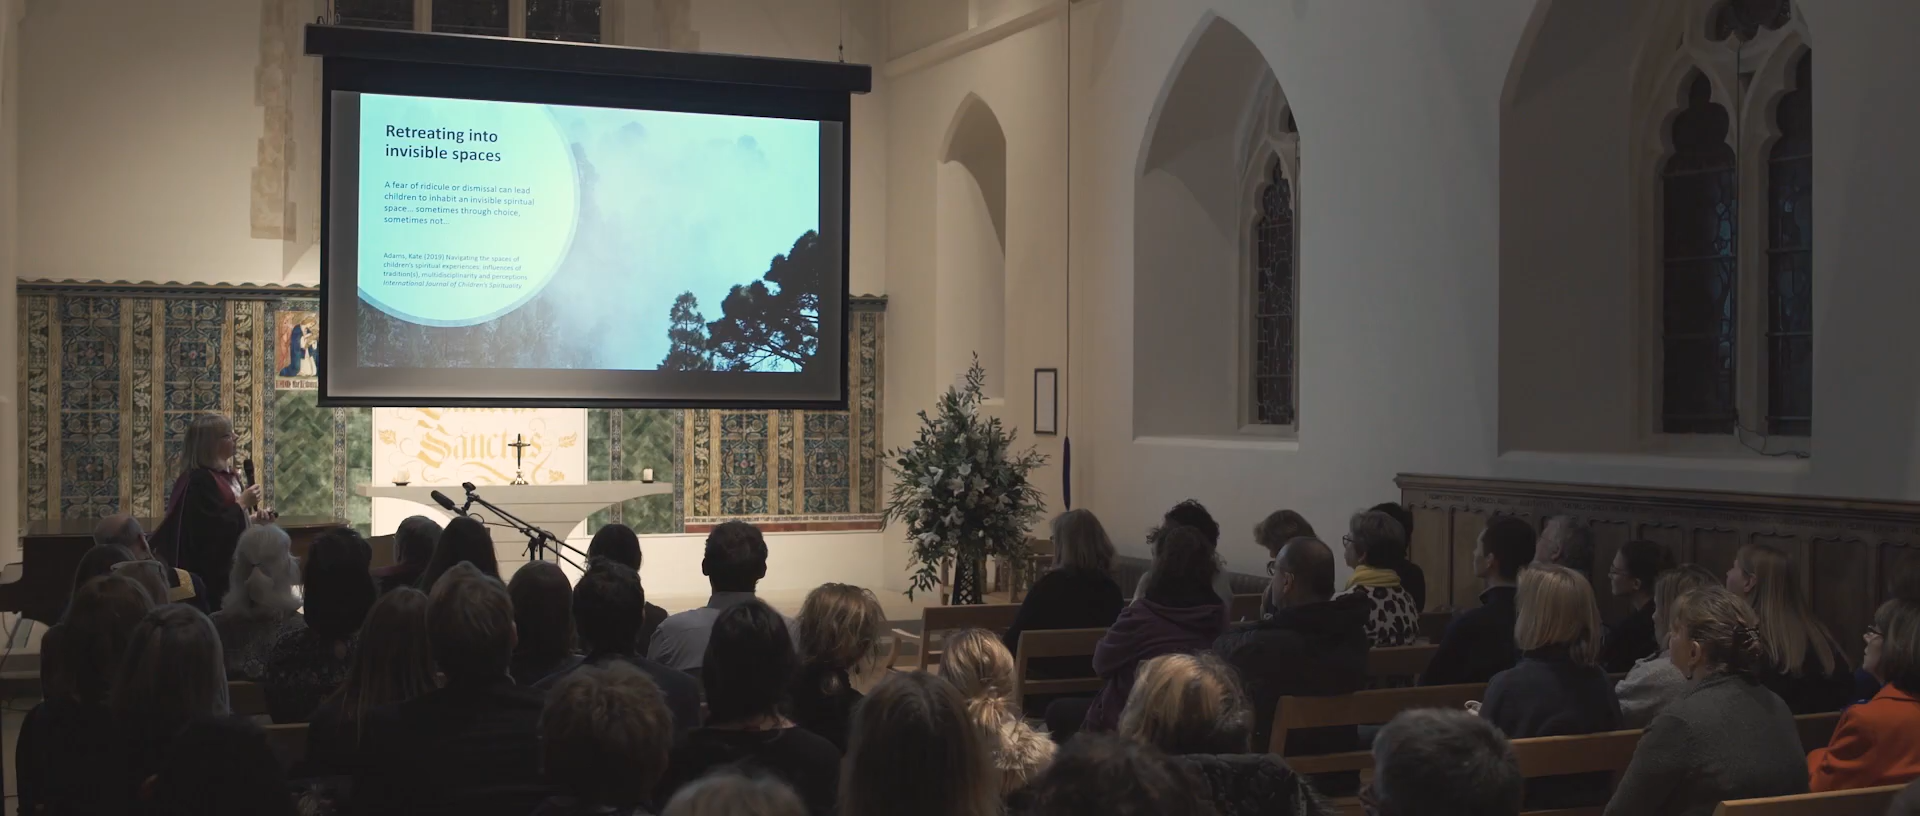 Retreating into
invisible spaces
A fear of ridicule or dismissal can lead
children to inhabit an invisible spiritual
space... sometimes through choice,
sometimes not...
Adams, Kate (2019) Navigating the spaces of
children's spiritual experiences: influences of
tradition(s), multidisciplinarity and perceptions.
International Journal of Children's Spirituality.
Sanctus